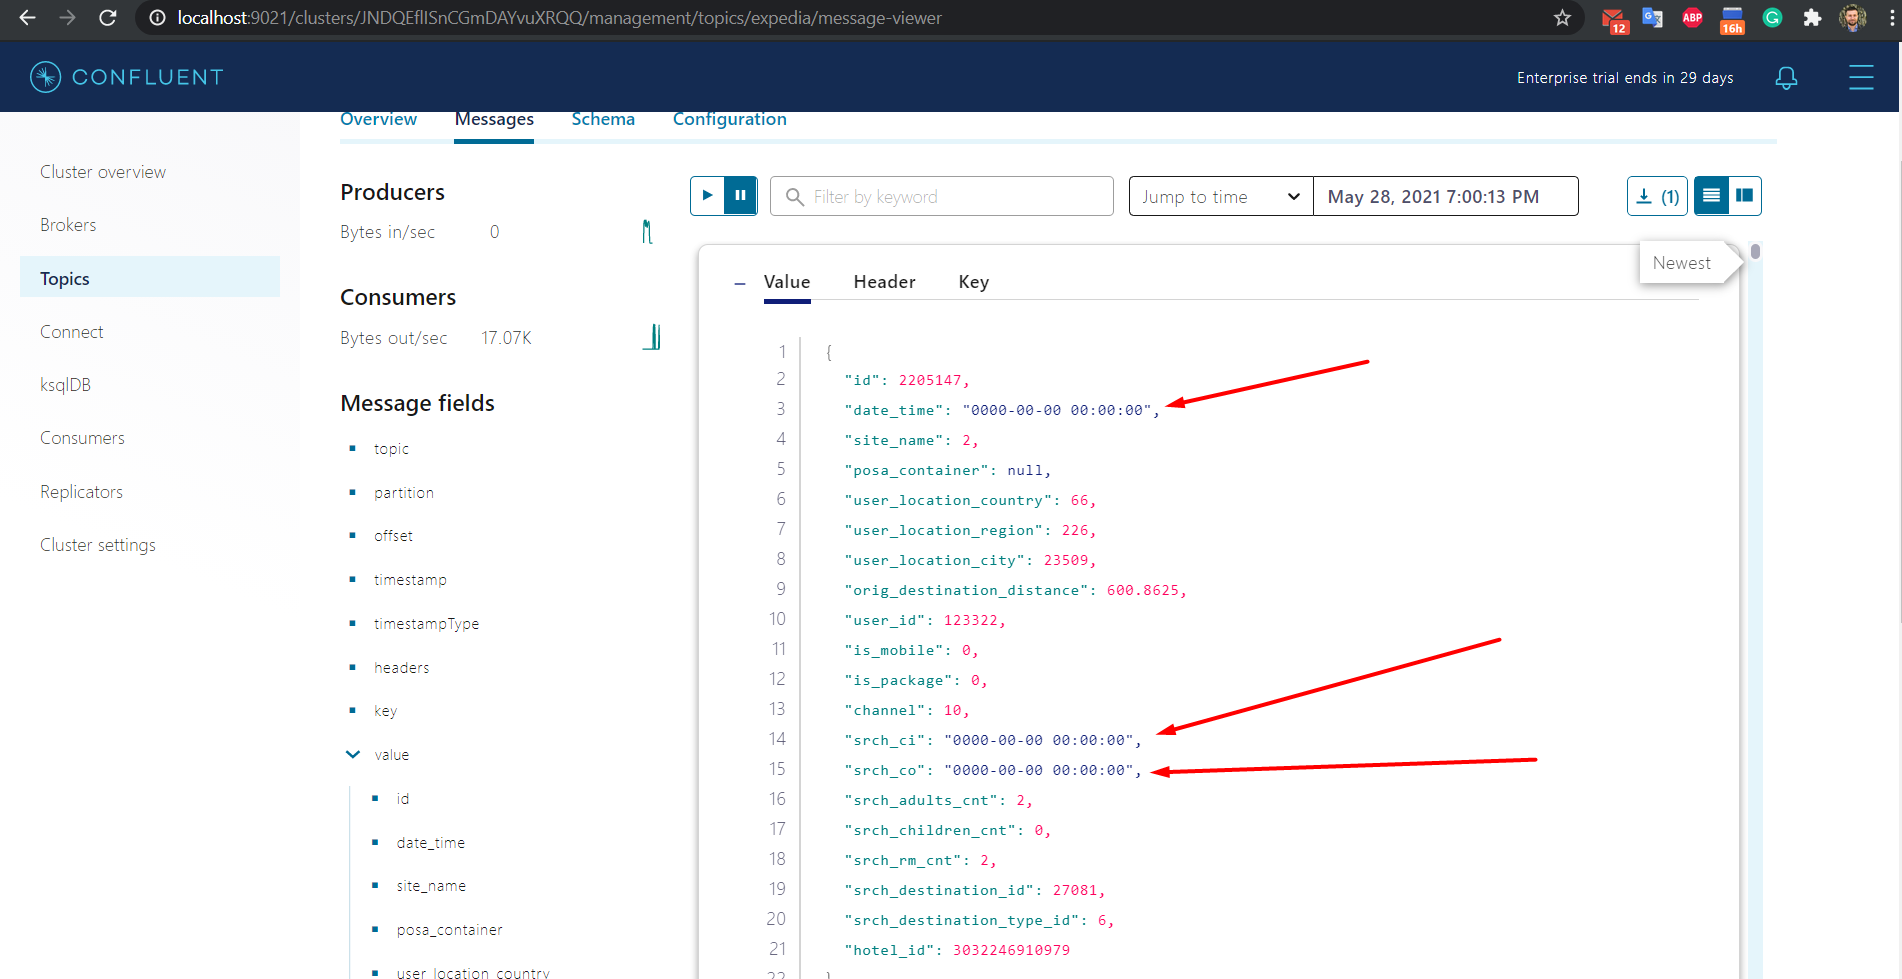 localhost:9021/clusters/JNDQEflISnCGmDAYvuXRQQ/management/topics/expedia/message-viewer
12
ABP
16h
CONFLUENT
Enterprise trial ends in 29 days
Overview Messages Schema Configuration
Cluster overview
Brokers
Topics
Connect
ksqlDB
Consumers
Replicators
Cluster settings
Producers
Bytes in/sec 0
Consumers
Bytes out/sec 17.07K
Message fields
topic
partition
offset
timestamp
timestampType
headers
key
value
id
date_time
site_name
posa_container
user_location_country
Filter by keyword
Jump to time
May 28, 2021 7:00:13 PM
(1)
Newest
Value Header Key
1 {
2 "id": 2205147,
3 "date_time": "0000-00-00 00:00:00",
4 "site_name": 2,
5 "posa_container": null,
6 "user_location_country": 66,
7 "user_location_region": 226,
8 "user_location_city": 23509,
9 "orig_destination_distance": 600.8625,
10 "user_id": 123322,
11 "is_mobile": 0,
12 "is_package": 0,
13 "channel": 10,
14 "srch_ci": "0000-00-00 00:00:00",
15 "srch_co": "0000-00-00 00:00:00",
16 "srch_adults_cnt": 2,
17 "srch_children_cnt": 0,
18 "srch_rm_cnt": 2,
19 "srch_destination_id": 27081,
20 "srch_destination_type_id": 6,
21 "hotel_id": 3032246910979
22 }